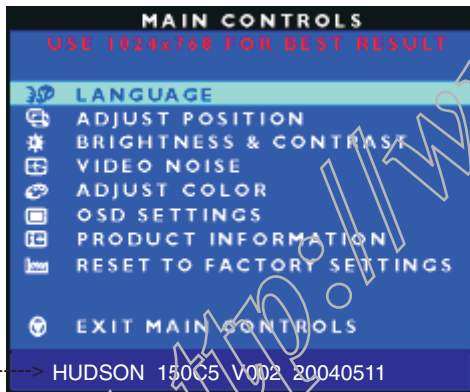 MAIN CONTROLS
USE 1024x768 FOR BEST RESULT
LANGUAGE
ADJUST POSITION
BRIGHTNESS & CONTRAST
VIDEO NOISE
ADJUST COLOR
OSD SETTINGS
PRODUCT INFORMATION
RESET TO FACTORY SETTINGS
EXIT MAIN CONTROLS
HUDSON 150C5 V002 20040511